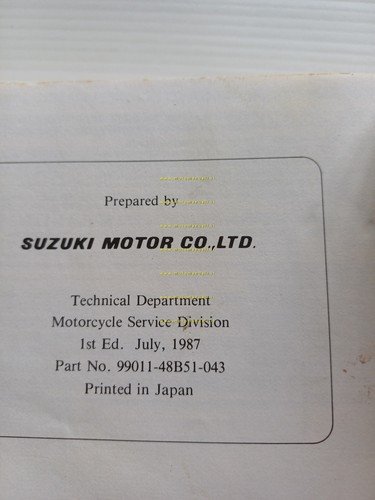 Prepared by
SUZUKI MOTOR CO.,LTD.
Technical Department
Motorcycle Service Division
1st Ed. July, 1987
Part No. 99011-48B51-043
Printed in Japan